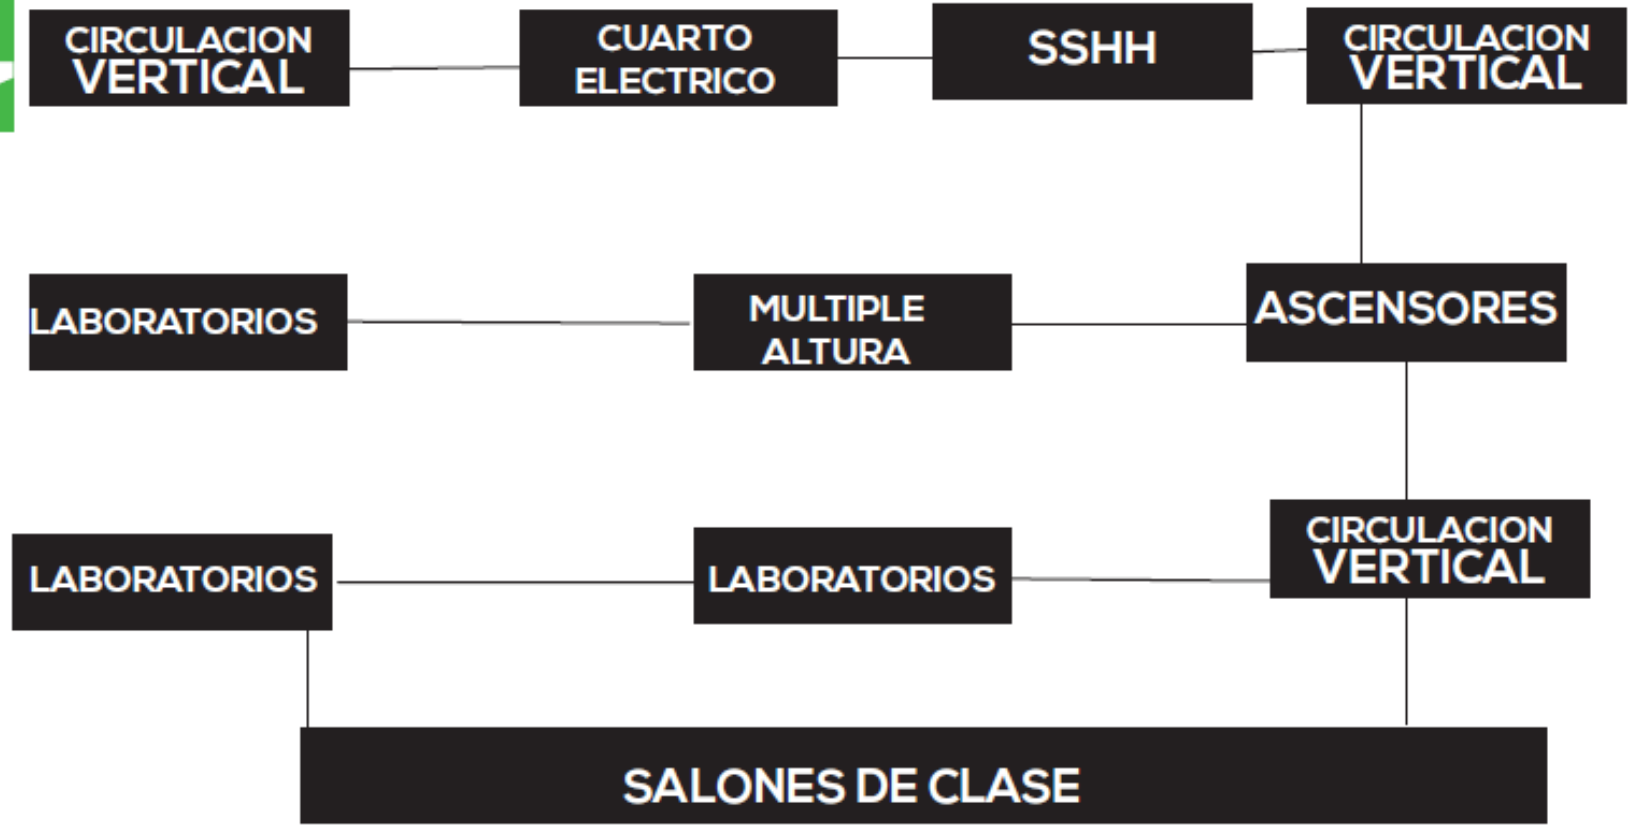 CIRCULACION
VERTICAL
CUARTO
ELECTRICO
SSHH
CIRCULACION
VERTICAL
LABORATORIOS
MULTIPLE
ALTURA
ASCENSORES
LABORATORIOS
LABORATORIOS
CIRCULACION
VERTICAL
SALONES DE CLASE